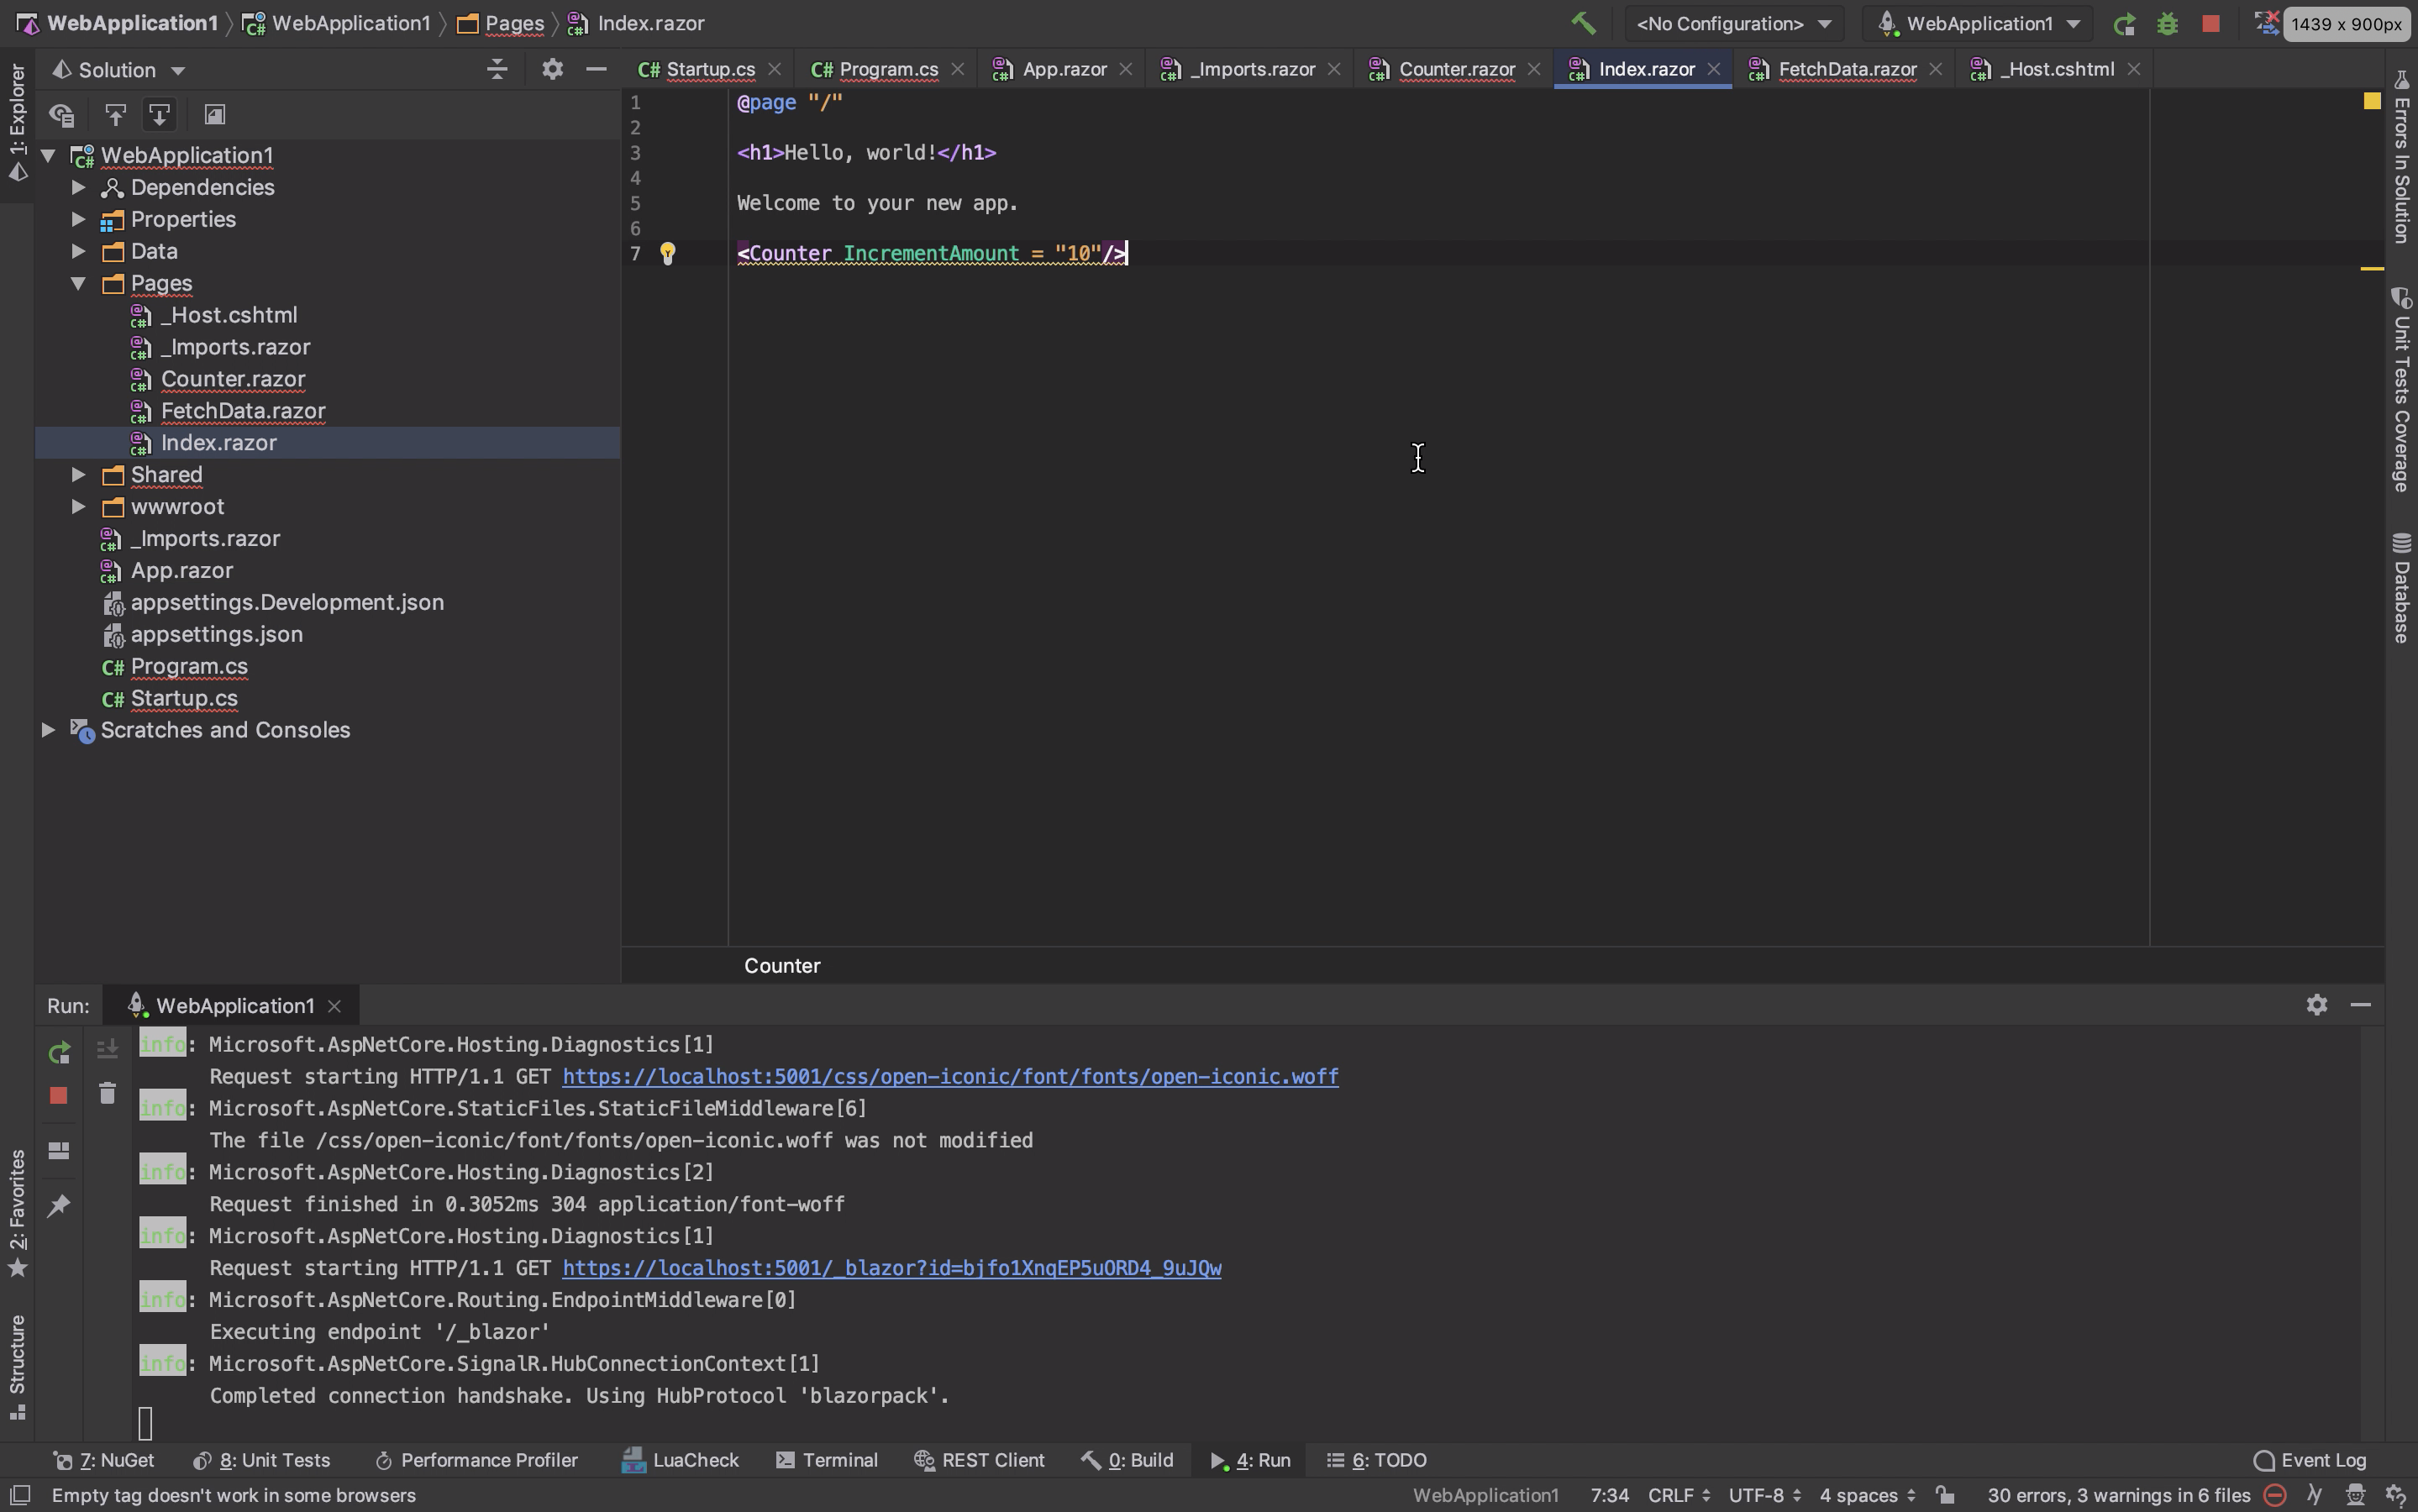 WebApplication1 WebApplication1 Pages Index.razor <No Configuration> WebApplication1 1439 x 900px
Solution
Startup.cs Program.cs App.razor _Imports.razor Counter.razor Index.razor FetchData.razor _Host.cshtml
1: Explorer
WebApplication1
Dependencies
Properties
Data
Pages
_Host.cshtml
_Imports.razor
Counter.razor
FetchData.razor
Index.razor
Shared
wwwroot
_Imports.razor
App.razor
appsettings.Development.json
appsettings.json
C# Program.cs
C# Startup.cs
Scratches and Consoles
1 @page "/"
2
3 <h1>Hello, world!</h1>
4
5 Welcome to your new app.
6
7 <Counter IncrementAmount = "10"/>
Counter
Errors In Solution
Unit Tests Coverage
Database
Run: WebApplication1
info: Microsoft.AspNetCore.Hosting.Diagnostics[1]
Request starting HTTP/1.1 GET https://localhost:5001/css/open-iconic/font/fonts/open-iconic.woff
info: Microsoft.AspNetCore.StaticFiles.StaticFileMiddleware[6]
The file /css/open-iconic/font/fonts/open-iconic.woff was not modified
info: Microsoft.AspNetCore.Hosting.Diagnostics[2]
Request finished in 0.3052ms 304 application/font-woff
info: Microsoft.AspNetCore.Hosting.Diagnostics[1]
Request starting HTTP/1.1 GET https://localhost:5001/_blazor?id=bjfo1XnqEP5uORD4_9uJQw
info: Microsoft.AspNetCore.Routing.EndpointMiddleware[0]
Executing endpoint '/_blazor'
info: Microsoft.AspNetCore.SignalR.HubConnectionContext[1]
Completed connection handshake. Using HubProtocol 'blazorpack'.
2: Favorites
Structure
7: NuGet 8: Unit Tests Performance Profiler LuaCheck Terminal REST Client 0: Build 4: Run 6: TODO Event Log
Empty tag doesn't work in some browsers WebApplication1 7:34 CRLF UTF-8 4 spaces 30 errors, 3 warnings in 6 files